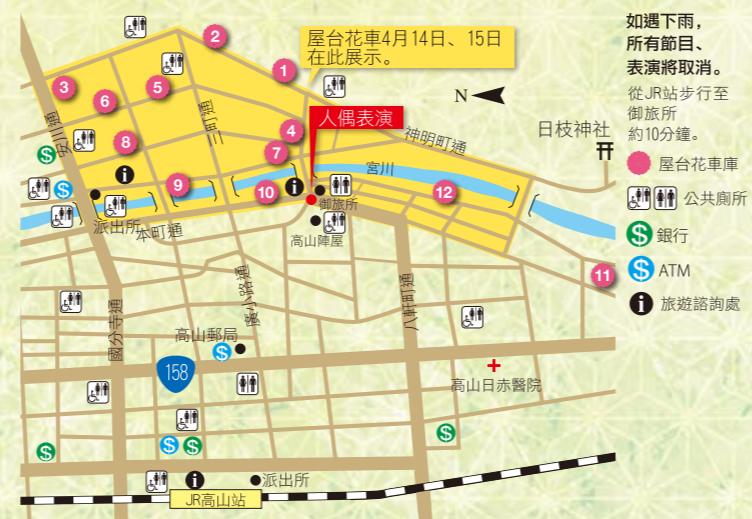 屋台花車4月14日、15日
在此展示。
如遇下雨，
所有節目、
表演將取消。
從JR站步行至
御旅所
約10分鐘。
屋台花車庫
公共廁所
$ 銀行
$ ATM
i 旅遊諮詢處
N
日枝神社
人偶表演
神明町通
宮川
三町通
安川通
1
2
3
4
5
6
7
8
9
10
11
12
御旅所
高山陣屋
派出所
本町通
廣小路通
八軒町通
國分寺通
高山郵局
158
高山日赤醫院
派出所
JR高山站